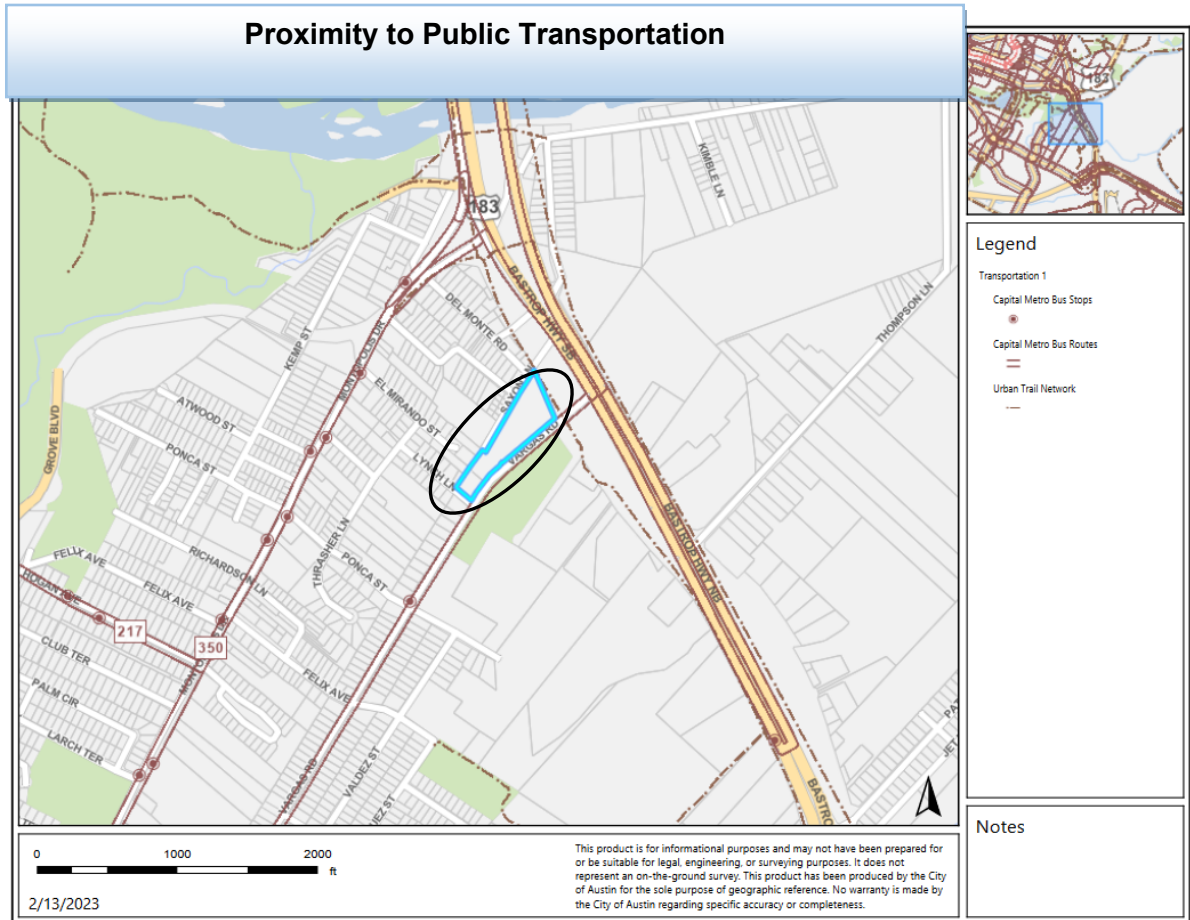 Proximity to Public Transportation
183
183
KIMBLE LN
THOMPSON LN
BASTROP HWY SB
DEL MONTE RD
KEMP ST
MONTOPOLIS DR
SAXON LN
EL MIRANDO ST
ATWOOD ST
PONCA ST
GROVE BLVD
LYNCH LN
VARGAS RD
THRASHER LN
PONCA ST
RICHARDSON LN
FELIX AVE
FELIX AVE
HOGAN AVE
217
350
CLUB TER
PALM CIR
LARCH TER
FELIX AVE
VALDEZ ST
VARGAS RD
BASTROP HWY NB
Legend
Transportation 1
Capital Metro Bus Stops
Capital Metro Bus Routes
Urban Trail Network
Notes
0 1000 2000
ft
2/13/2023
This product is for informational purposes and may not have been prepared for
or be suitable for legal, engineering, or surveying purposes. It does not
represent an on-the-ground survey. This product has been produced by the City
of Austin for the sole purpose of geographic reference. No warranty is made by
the City of Austin regarding specific accuracy or completeness.